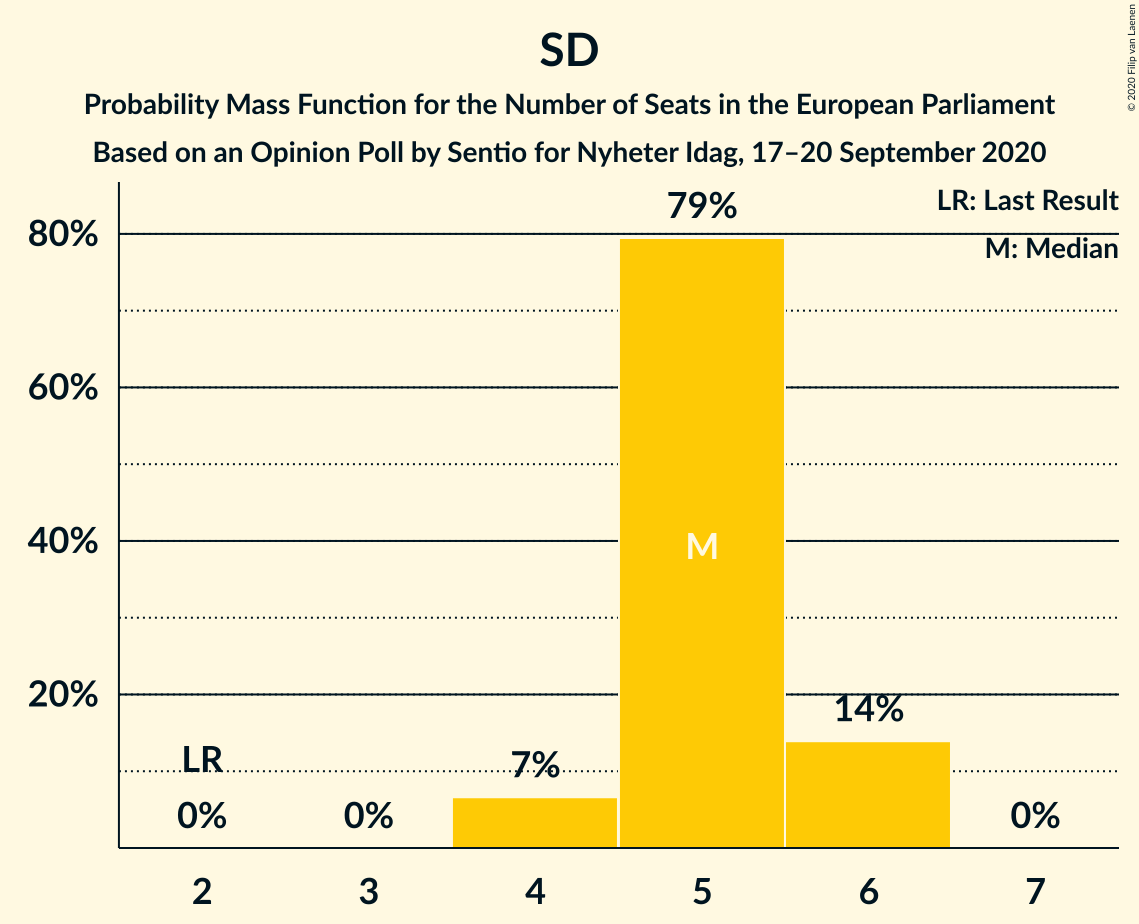 SD
Probability Mass Function for the Number of Seats in the European Parliament
Based on an Opinion Poll by Sentio for Nyheter Idag, 17–20 September 2020
© 2020 Filip van Laenen
LR: Last Result
M: Median
80%
60%
40%
20%
LR
0%
0%
7%
79%
M
14%
0%
2 3 4 5 6 7